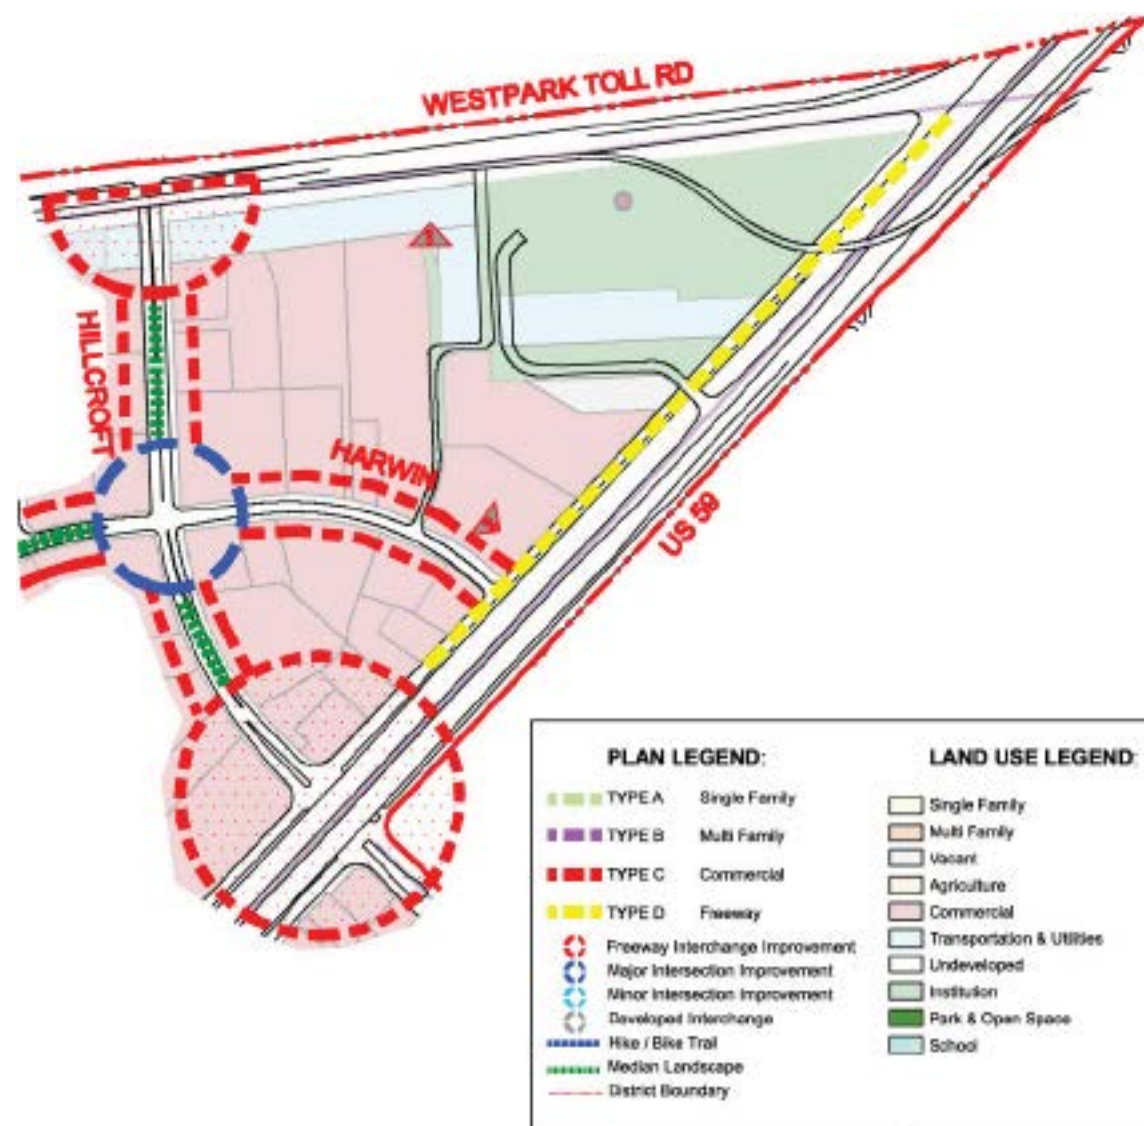 WESTPARK TOLL RD
HILLCROFT
HARWIN
US 59
PLAN LEGEND:
TYPE A Single Family
TYPE B Multi Family
TYPE C Commercial
TYPE D Freeway
Freeway Interchange Improvement
Major Intersection Improvement
Minor Intersection Improvement
Developed Interchange
Hike / Bike Trail
Median Landscape
District Boundary
LAND USE LEGEND:
Single Family
Multi Family
Vacant
Agriculture
Commercial
Transportation & Utilities
Undeveloped
Institution
Park & Open Space
School